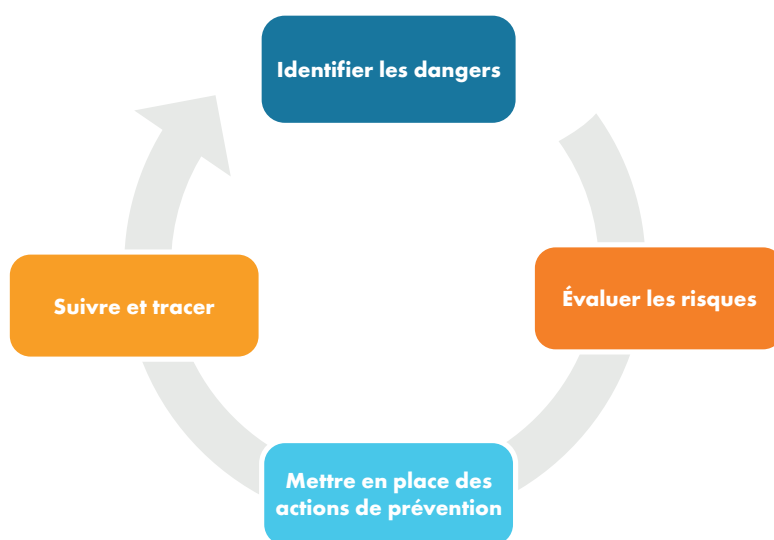 Identifier les dangers
Évaluer les risques
Mettre en place des
actions de prévention
Suivre et tracer